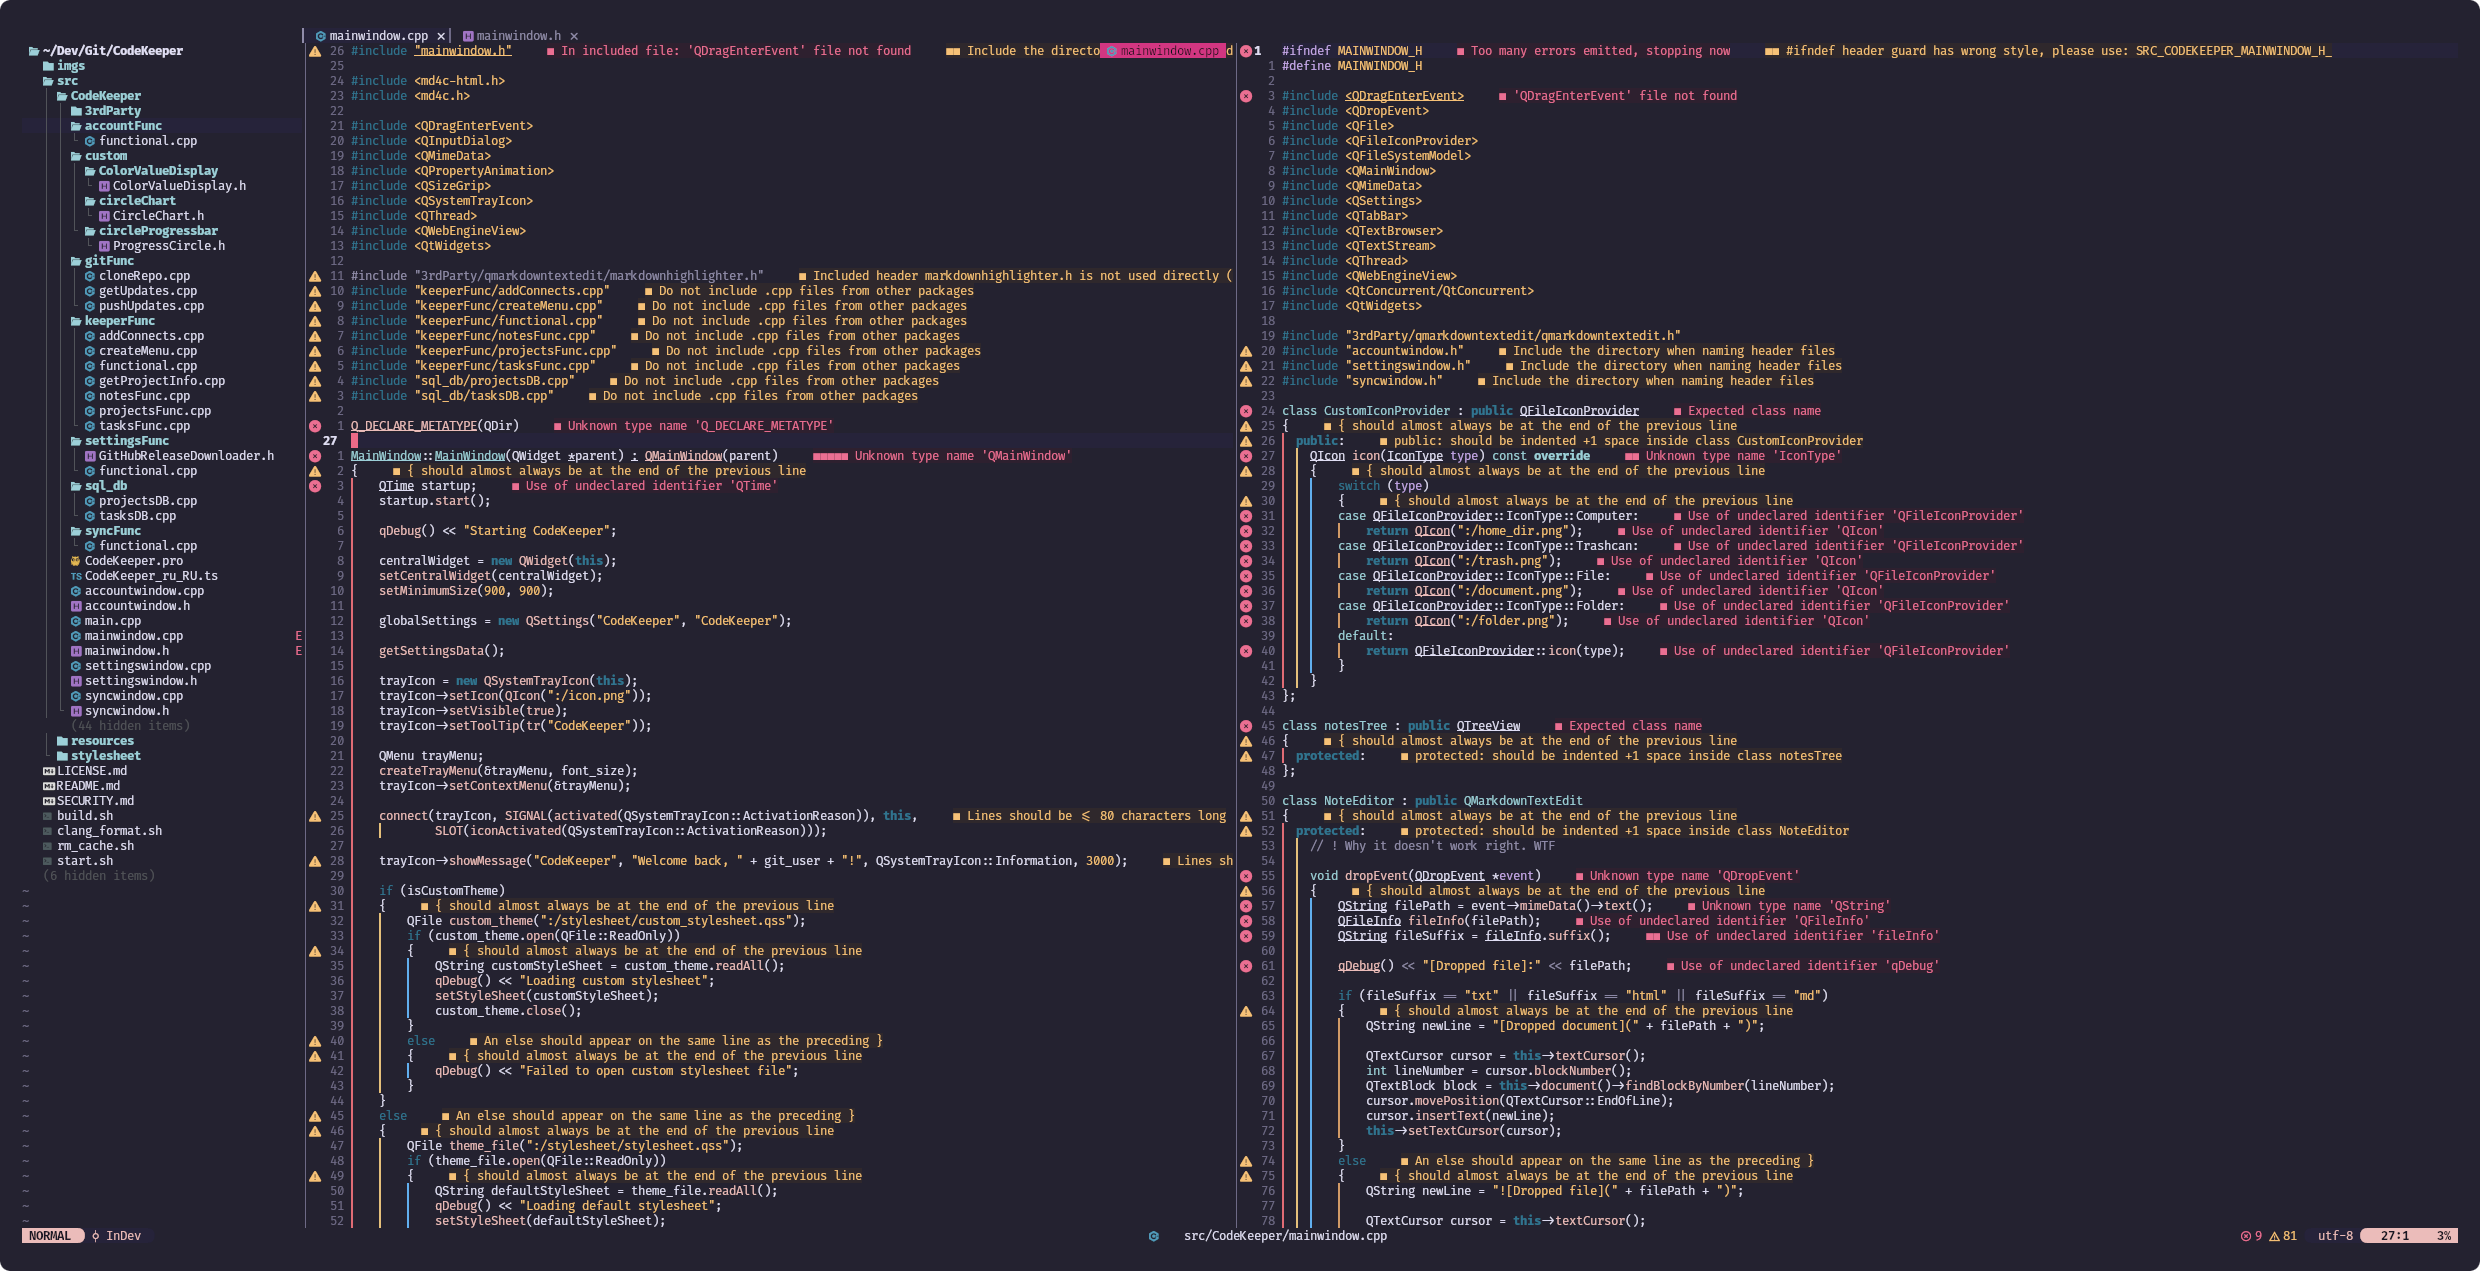 mainwindow.cpp ×
mainwindow.h ×
~/Dev/Git/CodeKeeper
imgs
src
CodeKeeper
3rdParty
accountFunc
functional.cpp
custom
ColorValueDisplay
ColorValueDisplay.h
circleChart
CircleChart.h
circleProgressbar
ProgressCircle.h
gitFunc
cloneRepo.cpp
getUpdates.cpp
pushUpdates.cpp
keeperFunc
addConnects.cpp
createMenu.cpp
functional.cpp
getProjectInfo.cpp
notesFunc.cpp
projectsFunc.cpp
tasksFunc.cpp
settingsFunc
GitHubReleaseDownloader.h
functional.cpp
sql_db
projectsDB.cpp
tasksDB.cpp
syncFunc
functional.cpp
CodeKeeper.pro
TS CodeKeeper_ru_RU.ts
accountwindow.cpp
accountwindow.h
main.cpp
mainwindow.cpp E
mainwindow.h E
settingswindow.cpp
settingswindow.h
syncwindow.cpp
syncwindow.h
(44 hidden items)
resources
stylesheet
LICENSE.md
README.md
SECURITY.md
build.sh
clang_format.sh
rm_cache.sh
start.sh
(6 hidden items)
26 #include "mainwindow.h" ■ In included file: 'QDragEnterEvent' file not found ■■ Include the directo mainwindow.cpp d
25
24 #include <md4c-html.h>
23 #include <md4c.h>
22
21 #include <QDragEnterEvent>
20 #include <QInputDialog>
19 #include <QMimeData>
18 #include <QPropertyAnimation>
17 #include <QSizeGrip>
16 #include <QSystemTrayIcon>
15 #include <QThread>
14 #include <QWebEngineView>
13 #include <QtWidgets>
12
11 #include "3rdParty/qmarkdowntextedit/markdownhighlighter.h" ■ Included header markdownhighlighter.h is not used directly (
10 #include "keeperFunc/addConnects.cpp" ■ Do not include .cpp files from other packages
9 #include "keeperFunc/createMenu.cpp" ■ Do not include .cpp files from other packages
8 #include "keeperFunc/functional.cpp" ■ Do not include .cpp files from other packages
7 #include "keeperFunc/notesFunc.cpp" ■ Do not include .cpp files from other packages
6 #include "keeperFunc/projectsFunc.cpp" ■ Do not include .cpp files from other packages
5 #include "keeperFunc/tasksFunc.cpp" ■ Do not include .cpp files from other packages
4 #include "sql_db/projectsDB.cpp" ■ Do not include .cpp files from other packages
3 #include "sql_db/tasksDB.cpp" ■ Do not include .cpp files from other packages
2
1 Q_DECLARE_METATYPE(QDir) ■ Unknown type name 'Q_DECLARE_METATYPE'
27
1 MainWindow::MainWindow(QWidget *parent) : QMainWindow(parent) ■■■■■ Unknown type name 'QMainWindow'
2 { ■ { should almost always be at the end of the previous line
3 QTime startup; ■ Use of undeclared identifier 'QTime'
4 startup.start();
5
6 qDebug() << "Starting CodeKeeper";
7
8 centralWidget = new QWidget(this);
9 setCentralWidget(centralWidget);
10 setMinimumSize(900, 900);
11
12 globalSettings = new QSettings("CodeKeeper", "CodeKeeper");
13
14 getSettingsData();
15
16 trayIcon = new QSystemTrayIcon(this);
17 trayIcon->setIcon(QIcon(":/icon.png"));
18 trayIcon->setVisible(true);
19 trayIcon->setToolTip(tr("CodeKeeper"));
20
21 QMenu trayMenu;
22 createTrayMenu(&trayMenu, font_size);
23 trayIcon->setContextMenu(&trayMenu);
24
25 connect(trayIcon, SIGNAL(activated(QSystemTrayIcon::ActivationReason)), this, ■ Lines should be <= 80 characters long
26 SLOT(iconActivated(QSystemTrayIcon::ActivationReason)));
27
28 trayIcon->showMessage("CodeKeeper", "Welcome back, " + git_user + "!", QSystemTrayIcon::Information, 3000); ■ Lines sh
29
30 if (isCustomTheme)
31 { ■ { should almost always be at the end of the previous line
32 QFile custom_theme(":/stylesheet/custom_stylesheet.qss");
33 if (custom_theme.open(QFile::ReadOnly))
34 { ■ { should almost always be at the end of the previous line
35 QString customStyleSheet = custom_theme.readAll();
36 qDebug() << "Loading custom stylesheet";
37 setStyleSheet(customStyleSheet);
38 custom_theme.close();
39 }
40 else ■ An else should appear on the same line as the preceding }
41 { ■ { should almost always be at the end of the previous line
42 qDebug() << "Failed to open custom stylesheet file";
43 }
44 }
45 else ■ An else should appear on the same line as the preceding }
46 { ■ { should almost always be at the end of the previous line
47 QFile theme_file(":/stylesheet/stylesheet.qss");
48 if (theme_file.open(QFile::ReadOnly))
49 { ■ { should almost always be at the end of the previous line
50 QString defaultStyleSheet = theme_file.readAll();
51 qDebug() << "Loading default stylesheet";
52 setStyleSheet(defaultStyleSheet);
1 #ifndef MAINWINDOW_H ■ Too many errors emitted, stopping now ■■ #ifndef header guard has wrong style, please use: SRC_CODEKEEPER_MAINWINDOW_H_
1 #define MAINWINDOW_H
2
3 #include <QDragEnterEvent> ■ 'QDragEnterEvent' file not found
4 #include <QDropEvent>
5 #include <QFile>
6 #include <QFileIconProvider>
7 #include <QFileSystemModel>
8 #include <QMainWindow>
9 #include <QMimeData>
10 #include <QSettings>
11 #include <QTabBar>
12 #include <QTextBrowser>
13 #include <QTextStream>
14 #include <QThread>
15 #include <QWebEngineView>
16 #include <QtConcurrent/QtConcurrent>
17 #include <QtWidgets>
18
19 #include "3rdParty/qmarkdowntextedit/qmarkdowntextedit.h"
20 #include "accountwindow.h" ■ Include the directory when naming header files
21 #include "settingswindow.h" ■ Include the directory when naming header files
22 #include "syncwindow.h" ■ Include the directory when naming header files
23
24 class CustomIconProvider : public QFileIconProvider ■ Expected class name
25 { ■ { should almost always be at the end of the previous line
26 public: ■ public: should be indented +1 space inside class CustomIconProvider
27 QIcon icon(IconType type) const override ■■ Unknown type name 'IconType'
28 { ■ { should almost always be at the end of the previous line
29 switch (type)
30 { ■ { should almost always be at the end of the previous line
31 case QFileIconProvider::IconType::Computer: ■ Use of undeclared identifier 'QFileIconProvider'
32 return QIcon(":/home_dir.png"); ■ Use of undeclared identifier 'QIcon'
33 case QFileIconProvider::IconType::Trashcan: ■ Use of undeclared identifier 'QFileIconProvider'
34 return QIcon(":/trash.png"); ■ Use of undeclared identifier 'QIcon'
35 case QFileIconProvider::IconType::File: ■ Use of undeclared identifier 'QFileIconProvider'
36 return QIcon(":/document.png"); ■ Use of undeclared identifier 'QIcon'
37 case QFileIconProvider::IconType::Folder: ■ Use of undeclared identifier 'QFileIconProvider'
38 return QIcon(":/folder.png"); ■ Use of undeclared identifier 'QIcon'
39 default:
40 return QFileIconProvider::icon(type); ■ Use of undeclared identifier 'QFileIconProvider'
41 }
42 }
43 };
44
45 class notesTree : public QTreeView ■ Expected class name
46 { ■ { should almost always be at the end of the previous line
47 protected: ■ protected: should be indented +1 space inside class notesTree
48 };
49
50 class NoteEditor : public QMarkdownTextEdit
51 { ■ { should almost always be at the end of the previous line
52 protected: ■ protected: should be indented +1 space inside class NoteEditor
53 // ! Why it doesn't work right. WTF
54
55 void dropEvent(QDropEvent *event) ■ Unknown type name 'QDropEvent'
56 { ■ { should almost always be at the end of the previous line
57 QString filePath = event->mimeData()->text(); ■ Unknown type name 'QString'
58 QFileInfo fileInfo(filePath); ■ Use of undeclared identifier 'QFileInfo'
59 QString fileSuffix = fileInfo.suffix(); ■■ Use of undeclared identifier 'fileInfo'
60
61 qDebug() << "[Dropped file]:" << filePath; ■ Use of undeclared identifier 'qDebug'
62
63 if (fileSuffix == "txt" || fileSuffix == "html" || fileSuffix == "md")
64 { ■ { should almost always be at the end of the previous line
65 QString newLine = "[Dropped document](" + filePath + ")";
66
67 QTextCursor cursor = this->textCursor();
68 int lineNumber = cursor.blockNumber();
69 QTextBlock block = this->document()->findBlockByNumber(lineNumber);
70 cursor.movePosition(QTextCursor::EndOfLine);
71 cursor.insertText(newLine);
72 this->setTextCursor(cursor);
73 }
74 else ■ An else should appear on the same line as the preceding }
75 { ■ { should almost always be at the end of the previous line
76 QString newLine = "![Dropped file](" + filePath + ")";
77
78 QTextCursor cursor = this->textCursor();
NORMAL InDev src/CodeKeeper/mainwindow.cpp 9 81 utf-8 27:1 3%